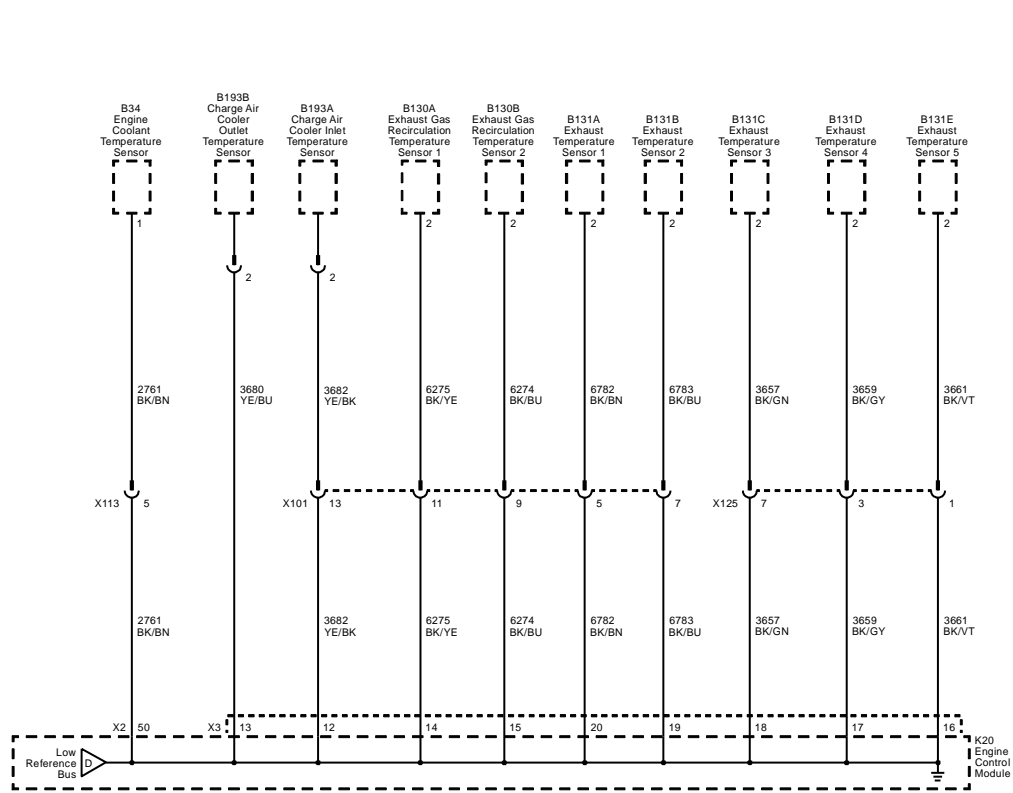 B34
Engine
Coolant
Temperature
Sensor
B193B
Charge Air
Cooler
Outlet
Temperature
Sensor
B193A
Charge Air
Cooler Inlet
Temperature
Sensor
B130A
Exhaust Gas
Recirculation
Temperature
Sensor 1
B130B
Exhaust Gas
Recirculation
Temperature
Sensor 2
B131A
Exhaust
Temperature
Sensor 1
B131B
Exhaust
Temperature
Sensor 2
B131C
Exhaust
Temperature
Sensor 3
B131D
Exhaust
Temperature
Sensor 4
B131E
Exhaust
Temperature
Sensor 5
1
2
2
2
2
2
2
2
2
2
2761
BK/BN
3680
YE/BU
3682
YE/BK
6275
BK/YE
6274
BK/BU
6782
BK/BN
6783
BK/BU
3657
BK/GN
3659
BK/GY
3661
BK/VT
X113 5
X101 13
11
9
5
7
X125 7
3
1
2761
BK/BN
3682
YE/BK
6275
BK/YE
6274
BK/BU
6782
BK/BN
6783
BK/BU
3657
BK/GN
3659
BK/GY
3661
BK/VT
X2 50
X3 13
12
14
15
20
19
18
17
16
Low
Reference
Bus
D
K20
Engine
Control
Module